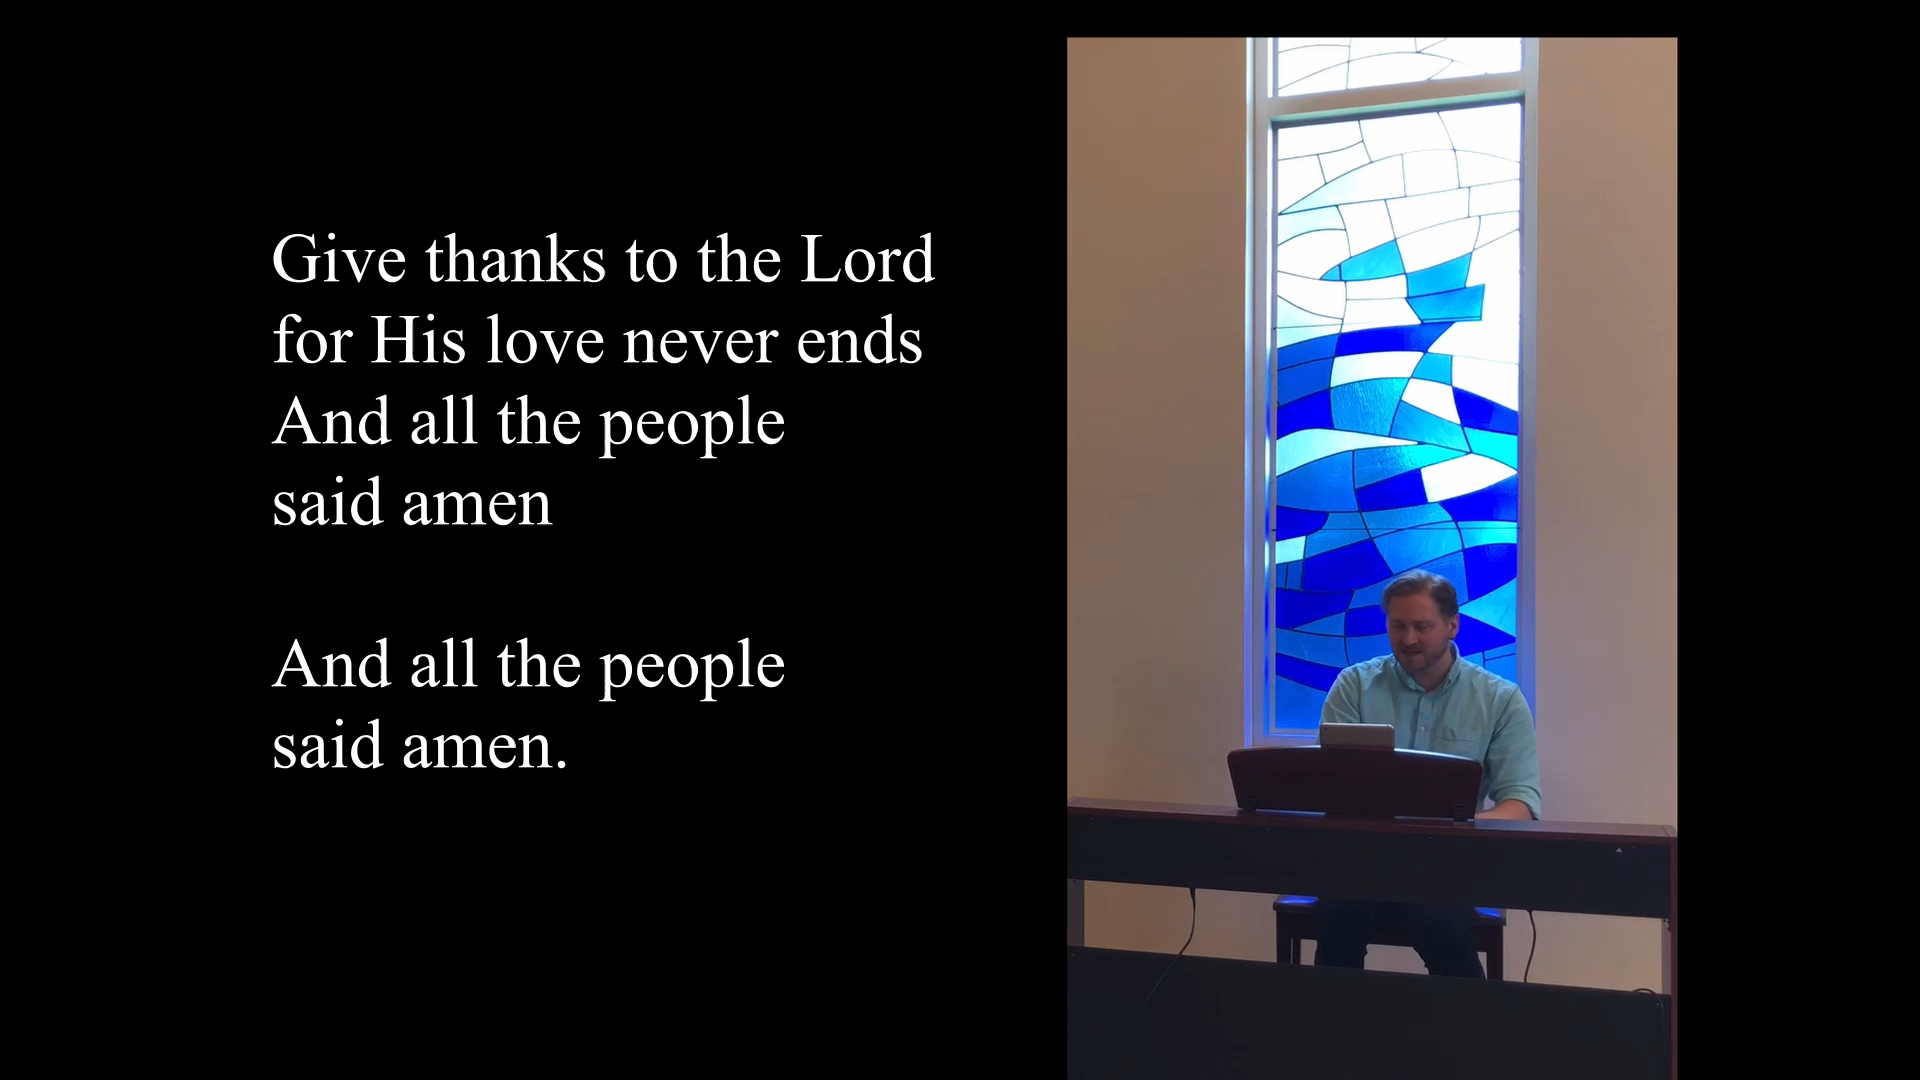 Give thanks to the Lord
for His love never ends
And all the people
said amen
And all the people
said amen.